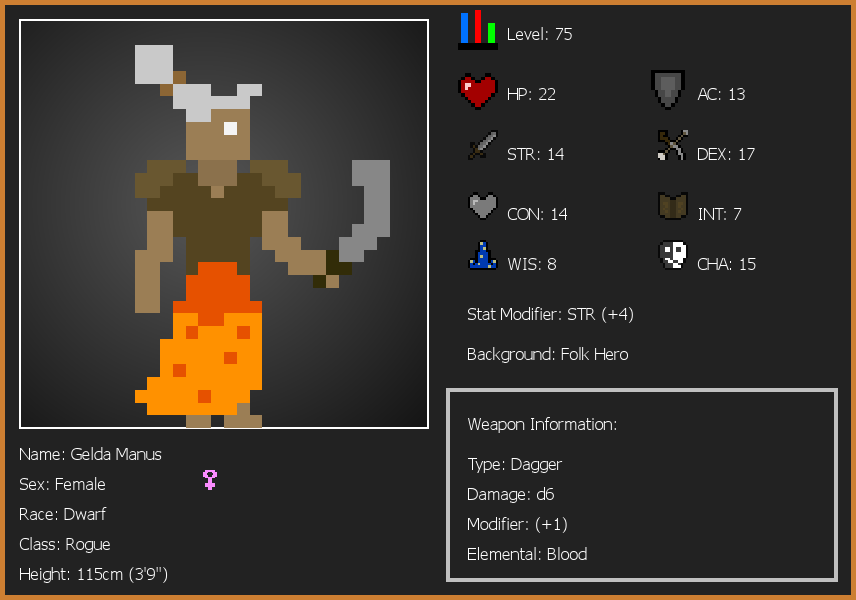 Level: 75
HP: 22
AC: 13
STR: 14
DEX: 17
CON: 14
INT: 7
WIS: 8
CHA: 15
Stat Modifier: STR (+4)
Background: Folk Hero
Weapon Information:
Type: Dagger
Damage: d6
Modifier: (+1)
Elemental: Blood
Name: Gelda Manus
Sex: Female
Race: Dwarf
Class: Rogue
Height: 115cm (3'9")